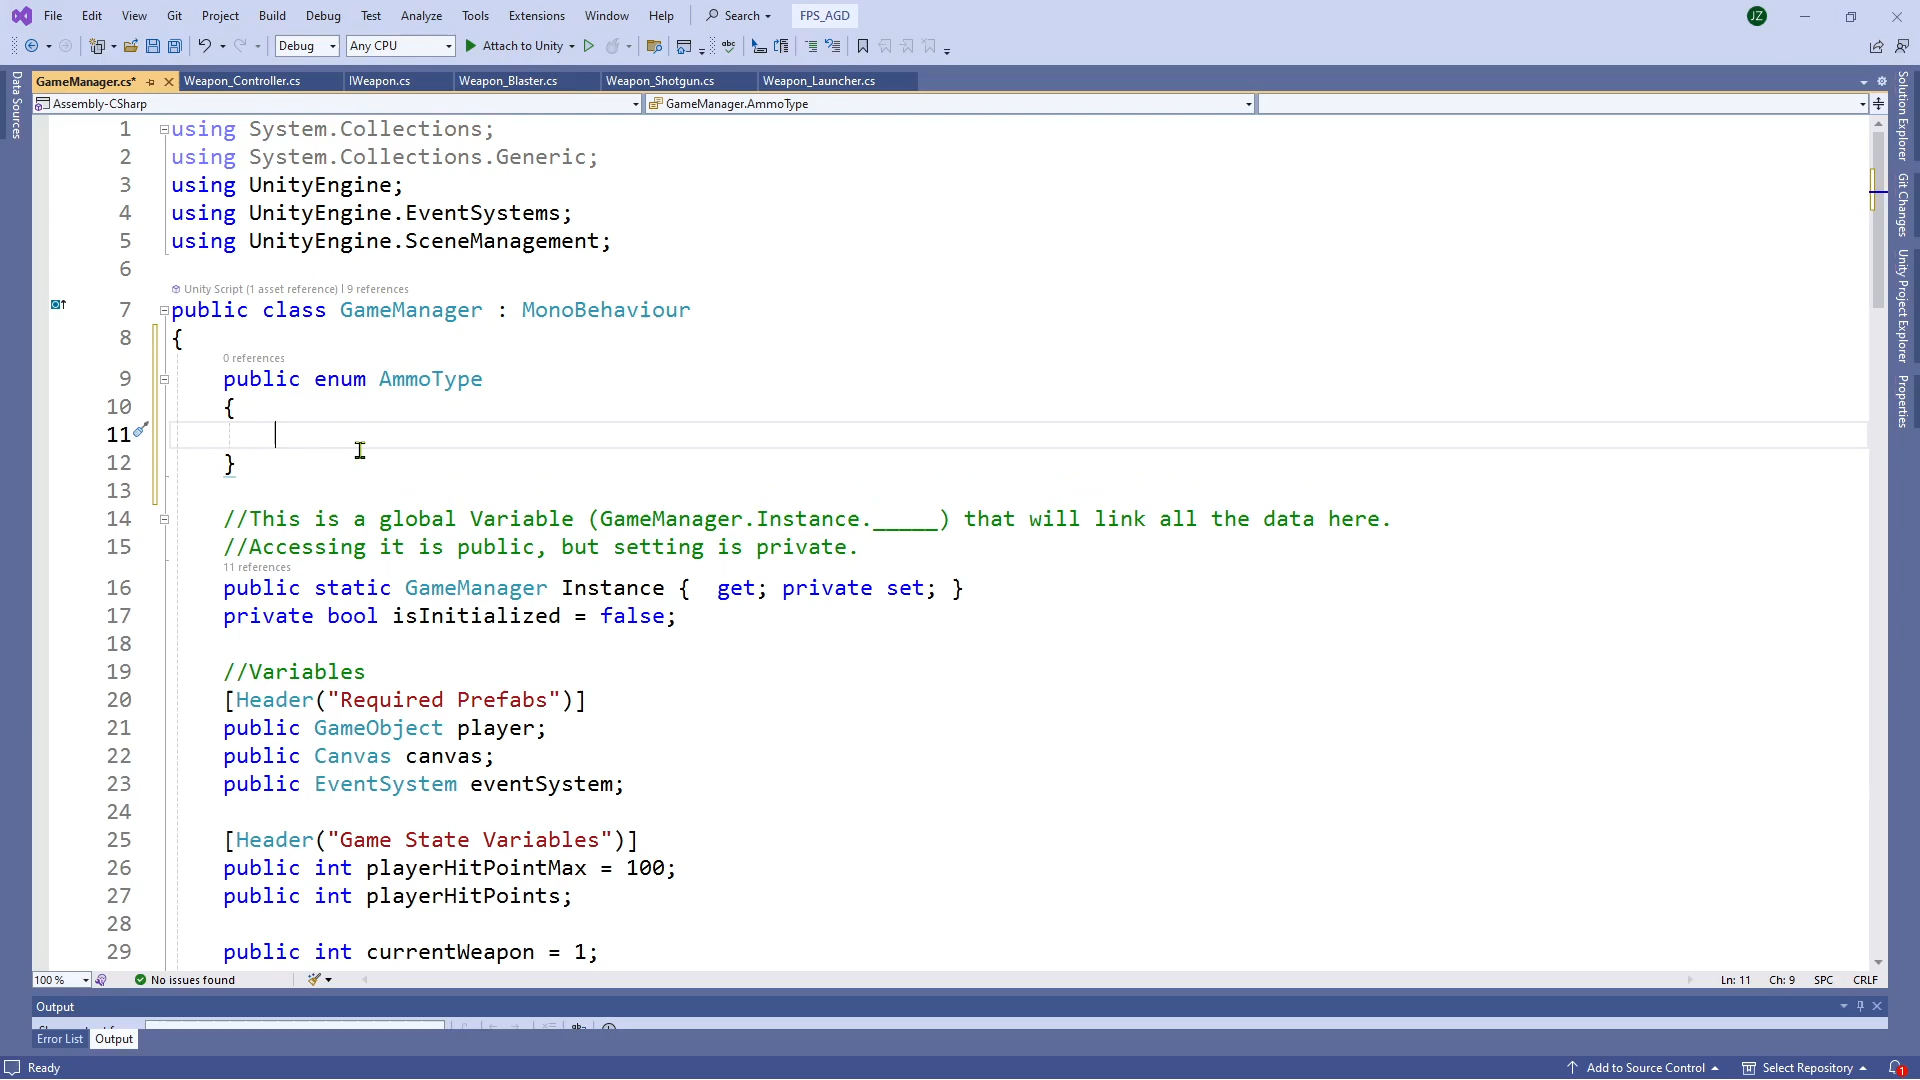 File Edit View Git Project Build Debug Test Analyze Tools Extensions Window Help Search FPS_AGD JZ
Debug Any CPU Attach to Unity
GameManager.cs* Weapon_Controller.cs IWeapon.cs Weapon_Blaster.cs Weapon_Shotgun.cs Weapon_Launcher.cs
Assembly-CSharp GameManager.AmmoType
Data Sources
1 using System.Collections;
2 using System.Collections.Generic;
3 using UnityEngine;
4 using UnityEngine.EventSystems;
5 using UnityEngine.SceneManagement;
6
Unity Script (1 asset reference) | 9 references
7 public class GameManager : MonoBehaviour
8 {
0 references
9 public enum AmmoType
10 {
11
12 }
13
14 //This is a global Variable (GameManager.Instance._____) that will link all the data here.
15 //Accessing it is public, but setting is private.
11 references
16 public static GameManager Instance { get; private set; }
17 private bool isInitialized = false;
18
19 //Variables
20 [Header("Required Prefabs")]
21 public GameObject player;
22 public Canvas canvas;
23 public EventSystem eventSystem;
24
25 [Header("Game State Variables")]
26 public int playerHitPointMax = 100;
27 public int playerHitPoints;
28
29 public int currentWeapon = 1;
Solution Explorer
Git Changes
Unity Project Explorer
Properties
100 % No issues found Ln: 11 Ch: 9 SPC CRLF
Output
Error List Output
Ready Add to Source Control Select Repository 1